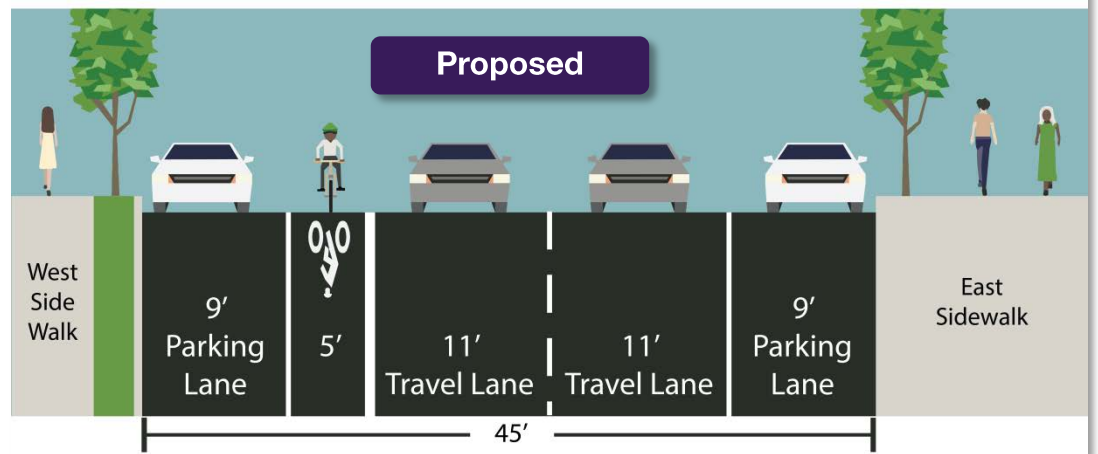 Proposed
West
Side
Walk
9’
Parking
Lane
5’
11’
Travel Lane
11’
Travel Lane
9’
Parking
Lane
East
Sidewalk
45’